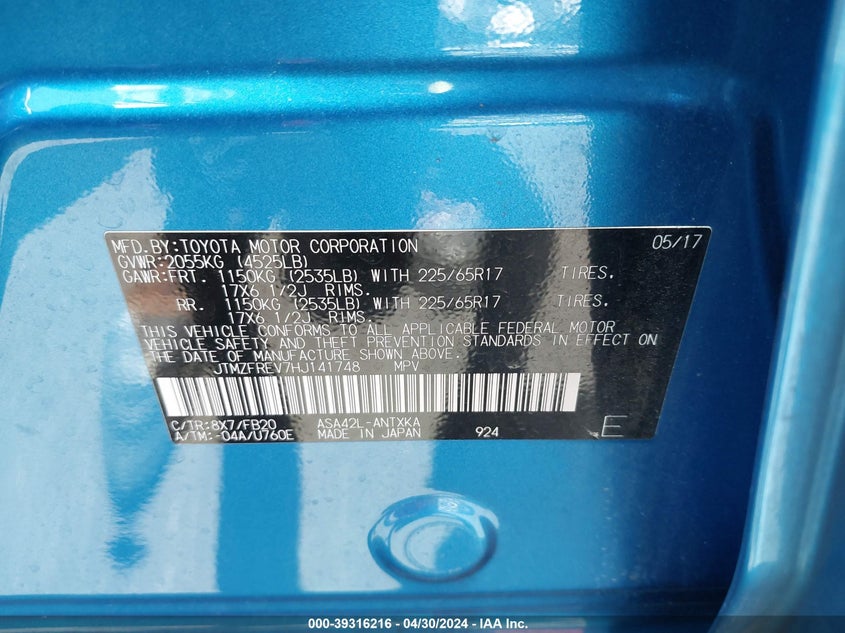 MFD.BY:TOYOTA MOTOR CORPORATION 05/17
GVWR:2055KG (4525LB)
GAWR:FRT. 1150KG (2535LB) WITH 225/65R17 TIRES.
17X6 1/2J RIMS.
RR. 1150KG (2535LB) WITH 225/65R17 TIRES.
17X6 1/2J RIMS.
THIS VEHICLE CONFORMS TO ALL APPLICABLE FEDERAL MOTOR
VEHICLE SAFETY AND THEFT PREVENTION STANDARDS IN EFFECT ON
THE DATE OF MANUFACTURE SHOWN ABOVE.
JTMZFREV7HJ141748 MPV
C/TR:8X7/FB20 ASA42L-ANTXKA
A/TM:-04A/U760E MADE IN JAPAN 924 E
000-39316216 - 04/30/2024 - IAA Inc.